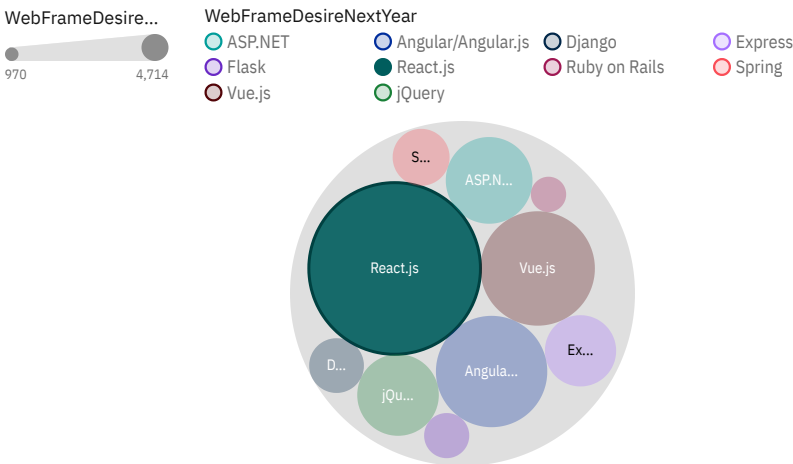 WebFrameDesire...
970 4,714
WebFrameDesireNextYear
ASP.NET Angular/Angular.js Django Express
Flask React.js Ruby on Rails Spring
Vue.js jQuery
S...
ASP.N...
React.js
Vue.js
Ex...
D...
Angula...
jQu...